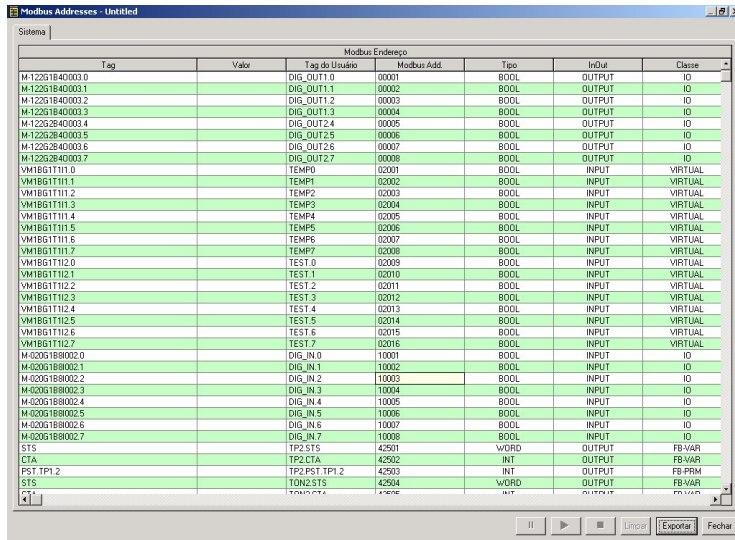 Modbus Addresses - Untitled
Sistema
Modbus Endereço
Tag Valor Tag do Usuário Modbus Add. Tipo InOut Classe
M-122G1B4O003.0 DIG_OUT1.0 00001 BOOL OUTPUT IO
M-122G1B4O003.1 DIG_OUT1.1 00002 BOOL OUTPUT IO
M-122G1B4O003.2 DIG_OUT1.2 00003 BOOL OUTPUT IO
M-122G1B4O003.3 DIG_OUT1.3 00004 BOOL OUTPUT IO
M-122G2B4O003.4 DIG_OUT2.4 00005 BOOL OUTPUT IO
M-122G2B4O003.5 DIG_OUT2.5 00006 BOOL OUTPUT IO
M-122G2B4O003.6 DIG_OUT2.6 00007 BOOL OUTPUT IO
M-122G2B4O003.7 DIG_OUT2.7 00008 BOOL OUTPUT IO
VM1BG1T1I1.0 TEMP0 02001 BOOL INPUT VIRTUAL
VM1BG1T1I1.1 TEMP1 02002 BOOL INPUT VIRTUAL
VM1BG1T1I1.2 TEMP2 02003 BOOL INPUT VIRTUAL
VM1BG1T1I1.3 TEMP3 02004 BOOL INPUT VIRTUAL
VM1BG1T1I1.4 TEMP4 02005 BOOL INPUT VIRTUAL
VM1BG1T1I1.5 TEMP5 02006 BOOL INPUT VIRTUAL
VM1BG1T1I1.6 TEMP6 02007 BOOL INPUT VIRTUAL
VM1BG1T1I1.7 TEMP7 02008 BOOL INPUT VIRTUAL
VM1BG1T1I2.0 TEST.0 02009 BOOL INPUT VIRTUAL
VM1BG1T1I2.1 TEST.1 02010 BOOL INPUT VIRTUAL
VM1BG1T1I2.2 TEST.2 02011 BOOL INPUT VIRTUAL
VM1BG1T1I2.3 TEST.3 02012 BOOL INPUT VIRTUAL
VM1BG1T1I2.4 TEST.4 02013 BOOL INPUT VIRTUAL
VM1BG1T1I2.5 TEST.5 02014 BOOL INPUT VIRTUAL
VM1BG1T1I2.6 TEST.6 02015 BOOL INPUT VIRTUAL
VM1BG1T1I2.7 TEST.7 02016 BOOL INPUT VIRTUAL
M-020G1B8I002.0 DIG_IN.0 10001 BOOL INPUT IO
M-020G1B8I002.1 DIG_IN.1 10002 BOOL INPUT IO
M-020G1B8I002.2 DIG_IN.2 10003 BOOL INPUT IO
M-020G1B8I002.3 DIG_IN.3 10004 BOOL INPUT IO
M-020G1B8I002.4 DIG_IN.4 10005 BOOL INPUT IO
M-020G1B8I002.5 DIG_IN.5 10006 BOOL INPUT IO
M-020G1B8I002.6 DIG_IN.6 10007 BOOL INPUT IO
M-020G1B8I002.7 DIG_IN.7 10008 BOOL INPUT IO
STS TP2.STS 42501 WORD OUTPUT FB-VAR
CTA TP2.CTA 42502 INT OUTPUT FB-VAR
PST.TP1.2 TP2.PST.TP1.2 42503 INT OUTPUT FB-PRM
STS TON2.STS 42504 WORD OUTPUT FB-VAR
CTA TON2.CTA 42505 INT OUTPUT FB-VAR
Limpar Exportar Fechar